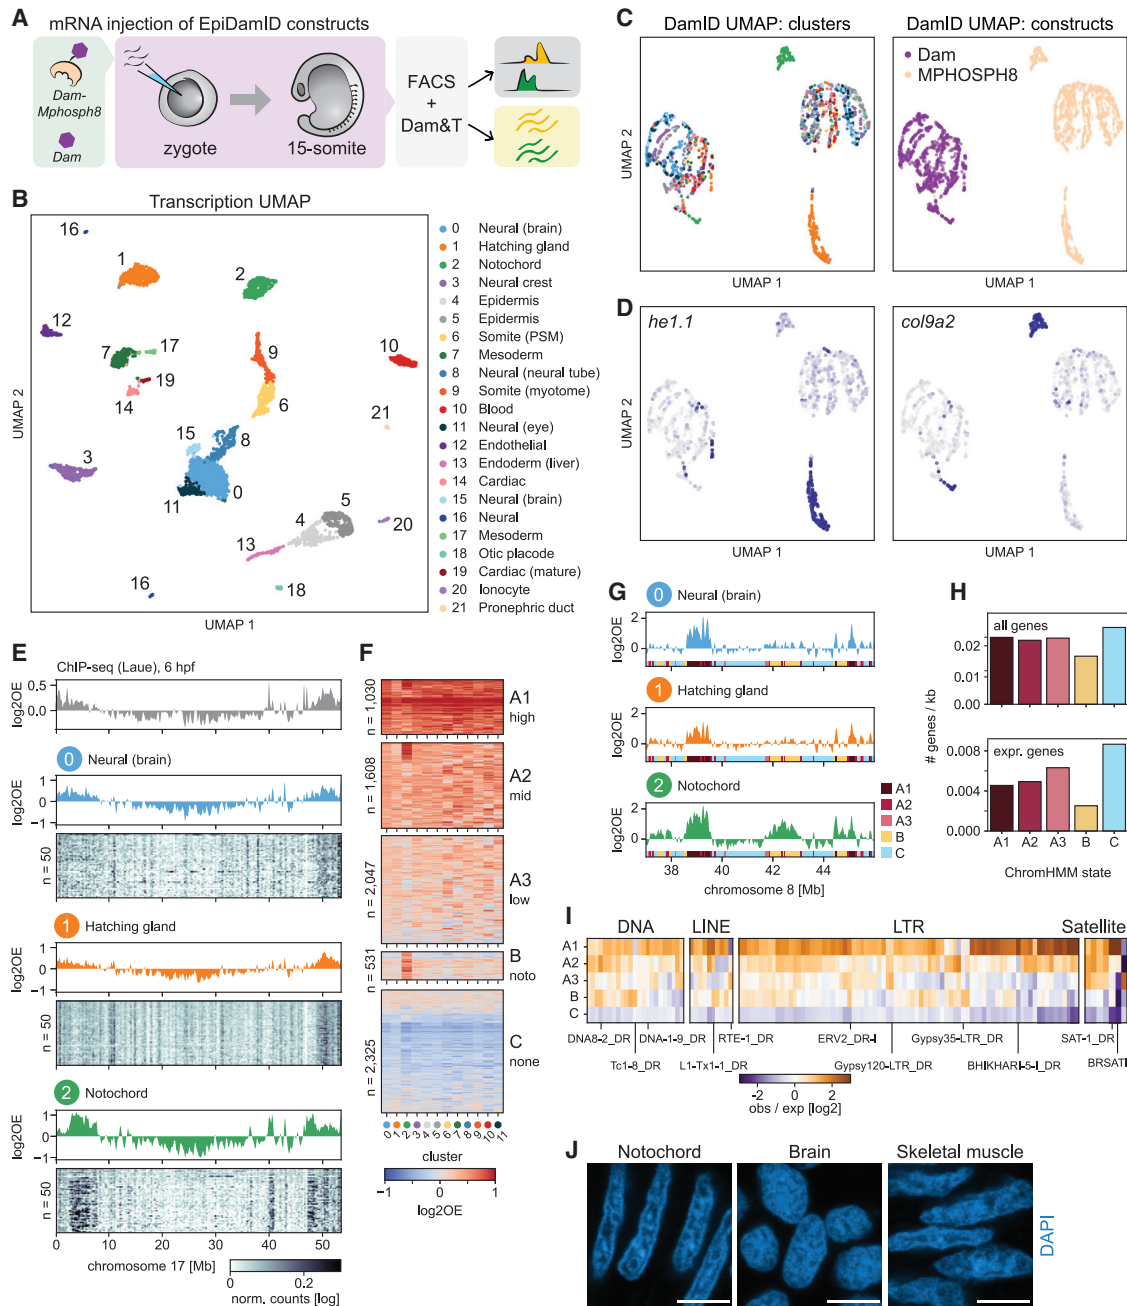 A
mRNA injection of EpiDamID constructs
Dam-
Mphosph8
Dam
zygote
15-somite
FACS
+
Dam&T
B
Transcription UMAP
16
1
2
12
7
17
19
14
9
6
10
21
15
8
3
11
0
5
4
20
13
16
18
UMAP 2
UMAP 1
0 Neural (brain)
1 Hatching gland
2 Notochord
3 Neural crest
4 Epidermis
5 Epidermis
6 Somite (PSM)
7 Mesoderm
8 Neural (neural tube)
9 Somite (myotome)
10 Blood
11 Neural (eye)
12 Endothelial
13 Endoderm (liver)
14 Cardiac
15 Neural (brain)
16 Neural
17 Mesoderm
18 Otic placode
19 Cardiac (mature)
20 Ionocyte
21 Pronephric duct
C
DamID UMAP: clusters
DamID UMAP: constructs
Dam
MPHOSPH8
UMAP 2
UMAP 1
UMAP 1
D
he1.1
col9a2
UMAP 2
UMAP 1
UMAP 1
E
ChIP-seq (Laue), 6 hpf
log2OE
0.5
0.0
0 Neural (brain)
log2OE
1
0
−1
n = 50
1 Hatching gland
log2OE
1
0
−1
n = 50
2 Notochord
log2OE
1
0
−1
n = 50
0 10 20 30 40 50
chromosome 17 [Mb]
0 0.2
norm. counts [log]
F
n = 1,030
A1
high
n = 1,608
A2
mid
n = 2,047
A3
low
n = 531
B
noto
n = 2,325
C
none
0 1 2 3 4 5 6 7 8 9 10 11
cluster
−1 0 1
log2OE
G
0 Neural (brain)
log2OE
2
0
1 Hatching gland
log2OE
2
0
2 Notochord
log2OE
2
0
38 40 42 44
chromosome 8 [Mb]
A1
A2
A3
B
C
H
all genes
0.02
0.01
0.00
expr. genes
0.008
0.004
0.000
# genes / kb
A1 A2 A3 B C
ChromHMM state
I
DNA LINE LTR Satellite
A1
A2
A3
B
C
DNA8-2_DR DNA-1-9_DR RTE-1_DR ERV2_DR-I Gypsy35-LTR_DR SAT-1_DR
Tc1-8_DR L1-Tx1-1_DR Gypsy120-LTR_DR BHIKHARI-5-I_DR
−2 0 2
obs / exp [log2]
J
Notochord Brain Skeletal muscle
DAPI